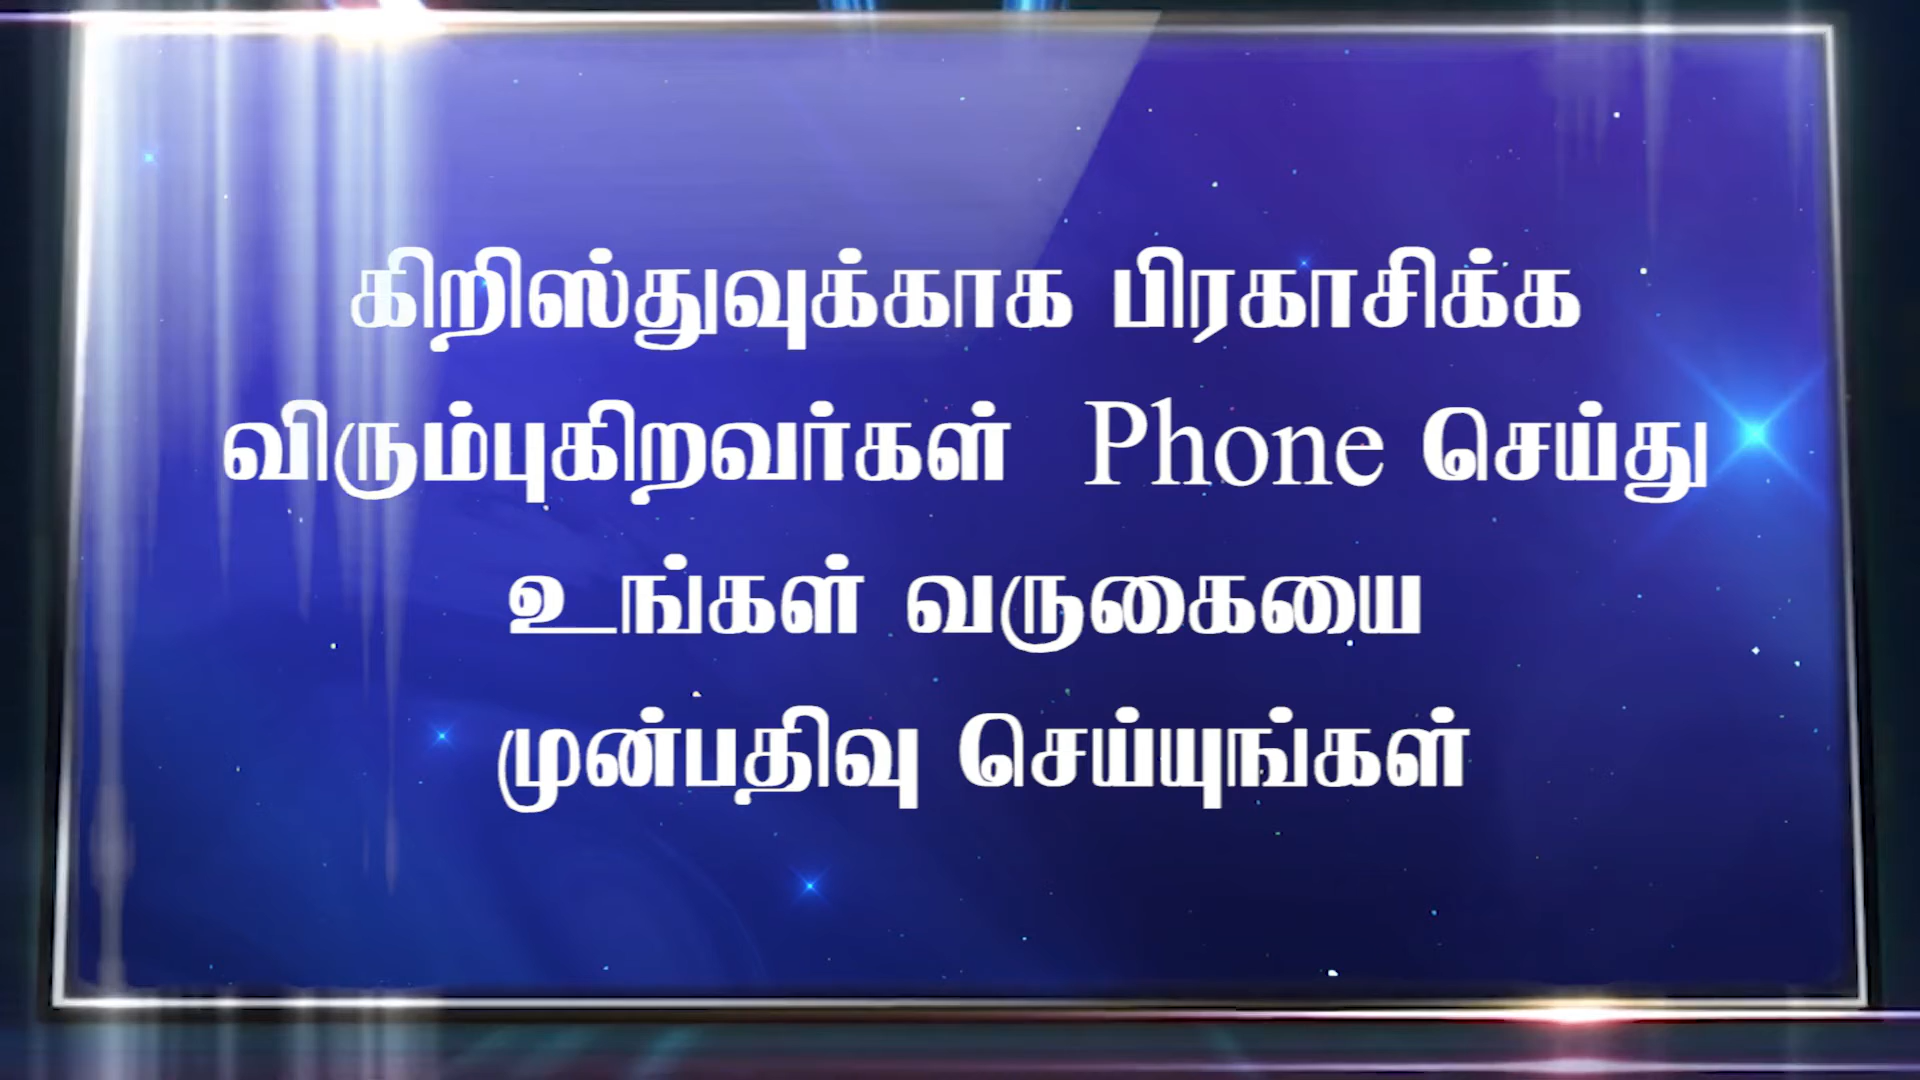 கிறிஸ்துவுக்காக பிரகாசிக்க
விரும்புகிறவர்கள் Phone செய்து
உங்கள் வருகையை
முன்பதிவு செய்யுங்கள்